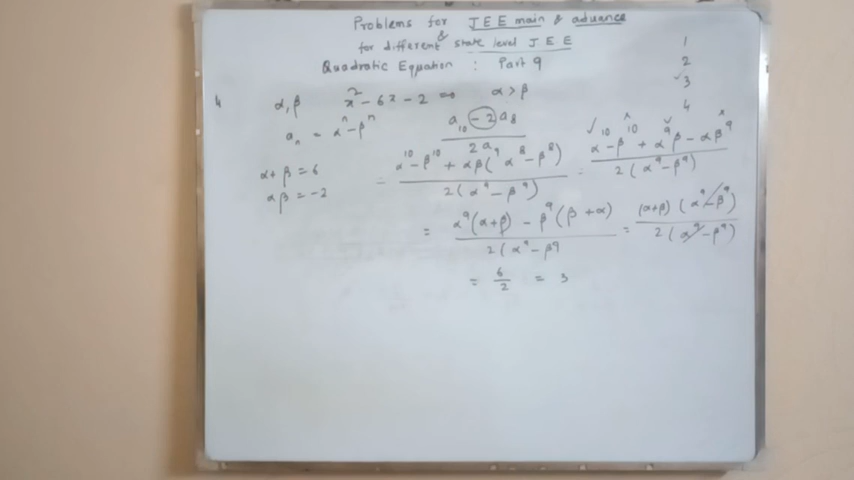 Problems for JEE main & advance
&
for different state level JEE
Quadratic Equation : Part 9
1
2
✓3
4
α, β x² - 6x - 2 = 0 α > β
aₙ = αⁿ - βⁿ
(a₁₀ - 2a₈) / 2a₉
α + β = 6
αβ = -2
= (α¹⁰ - β¹⁰ + αβ(α⁸ - β⁸)) / 2(α⁹ - β⁹) = (α¹⁰ - β¹⁰ + α⁹β - αβ⁹) / 2(α⁹ - β⁹)
= (α⁹(α+β) - β⁹(β+α)) / 2(α⁹ - β⁹ = (α+β)(α⁹ - β⁹) / 2(α⁹ - β⁹)
= 6/2 = 3